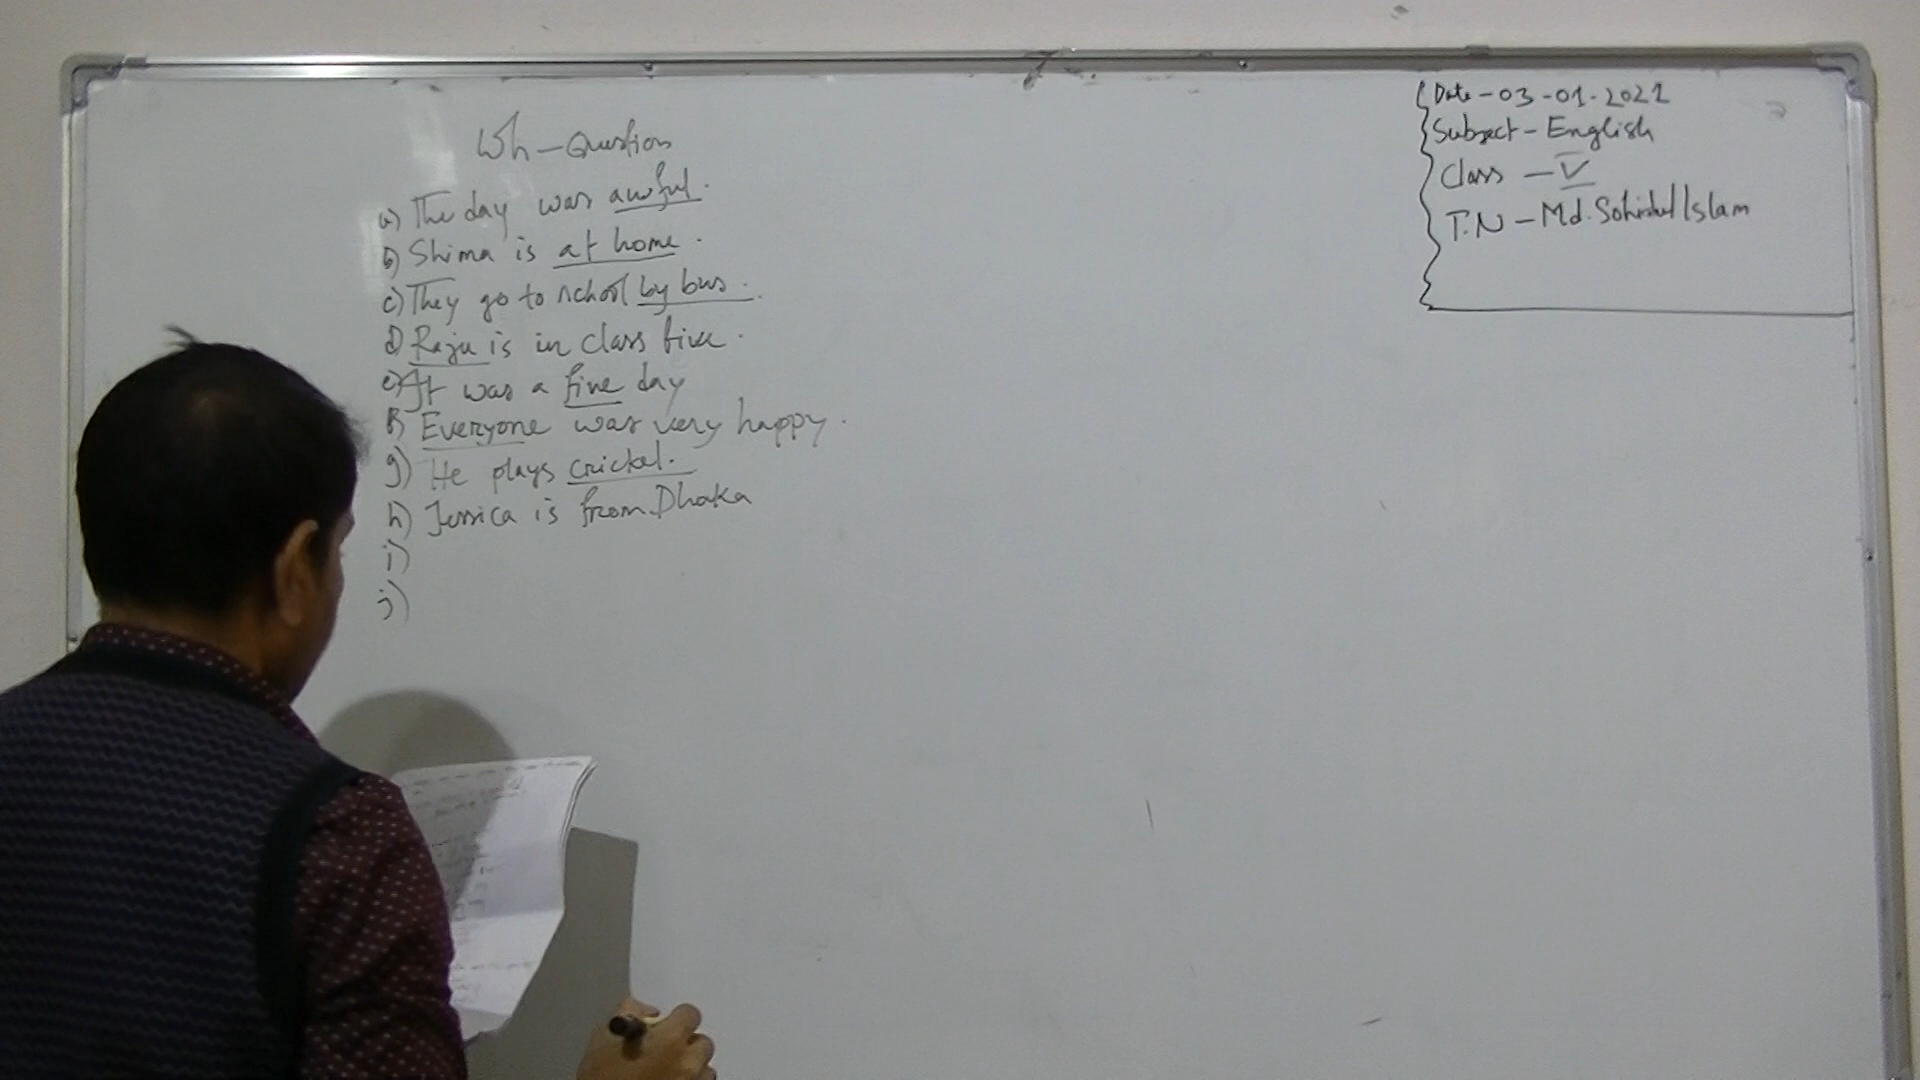 Wh - Question
a) The day was awful.
b) Shima is at home.
c) They go to school by bus.
d) Raju is in class five.
e) It was a fine day
f) Everyone was very happy.
g) He plays cricket.
h) Jessica is from Dhaka
i)
j)
Date - 03-01-2021
Subject - English
Class - V
T.N - Md. Sohidul Islam